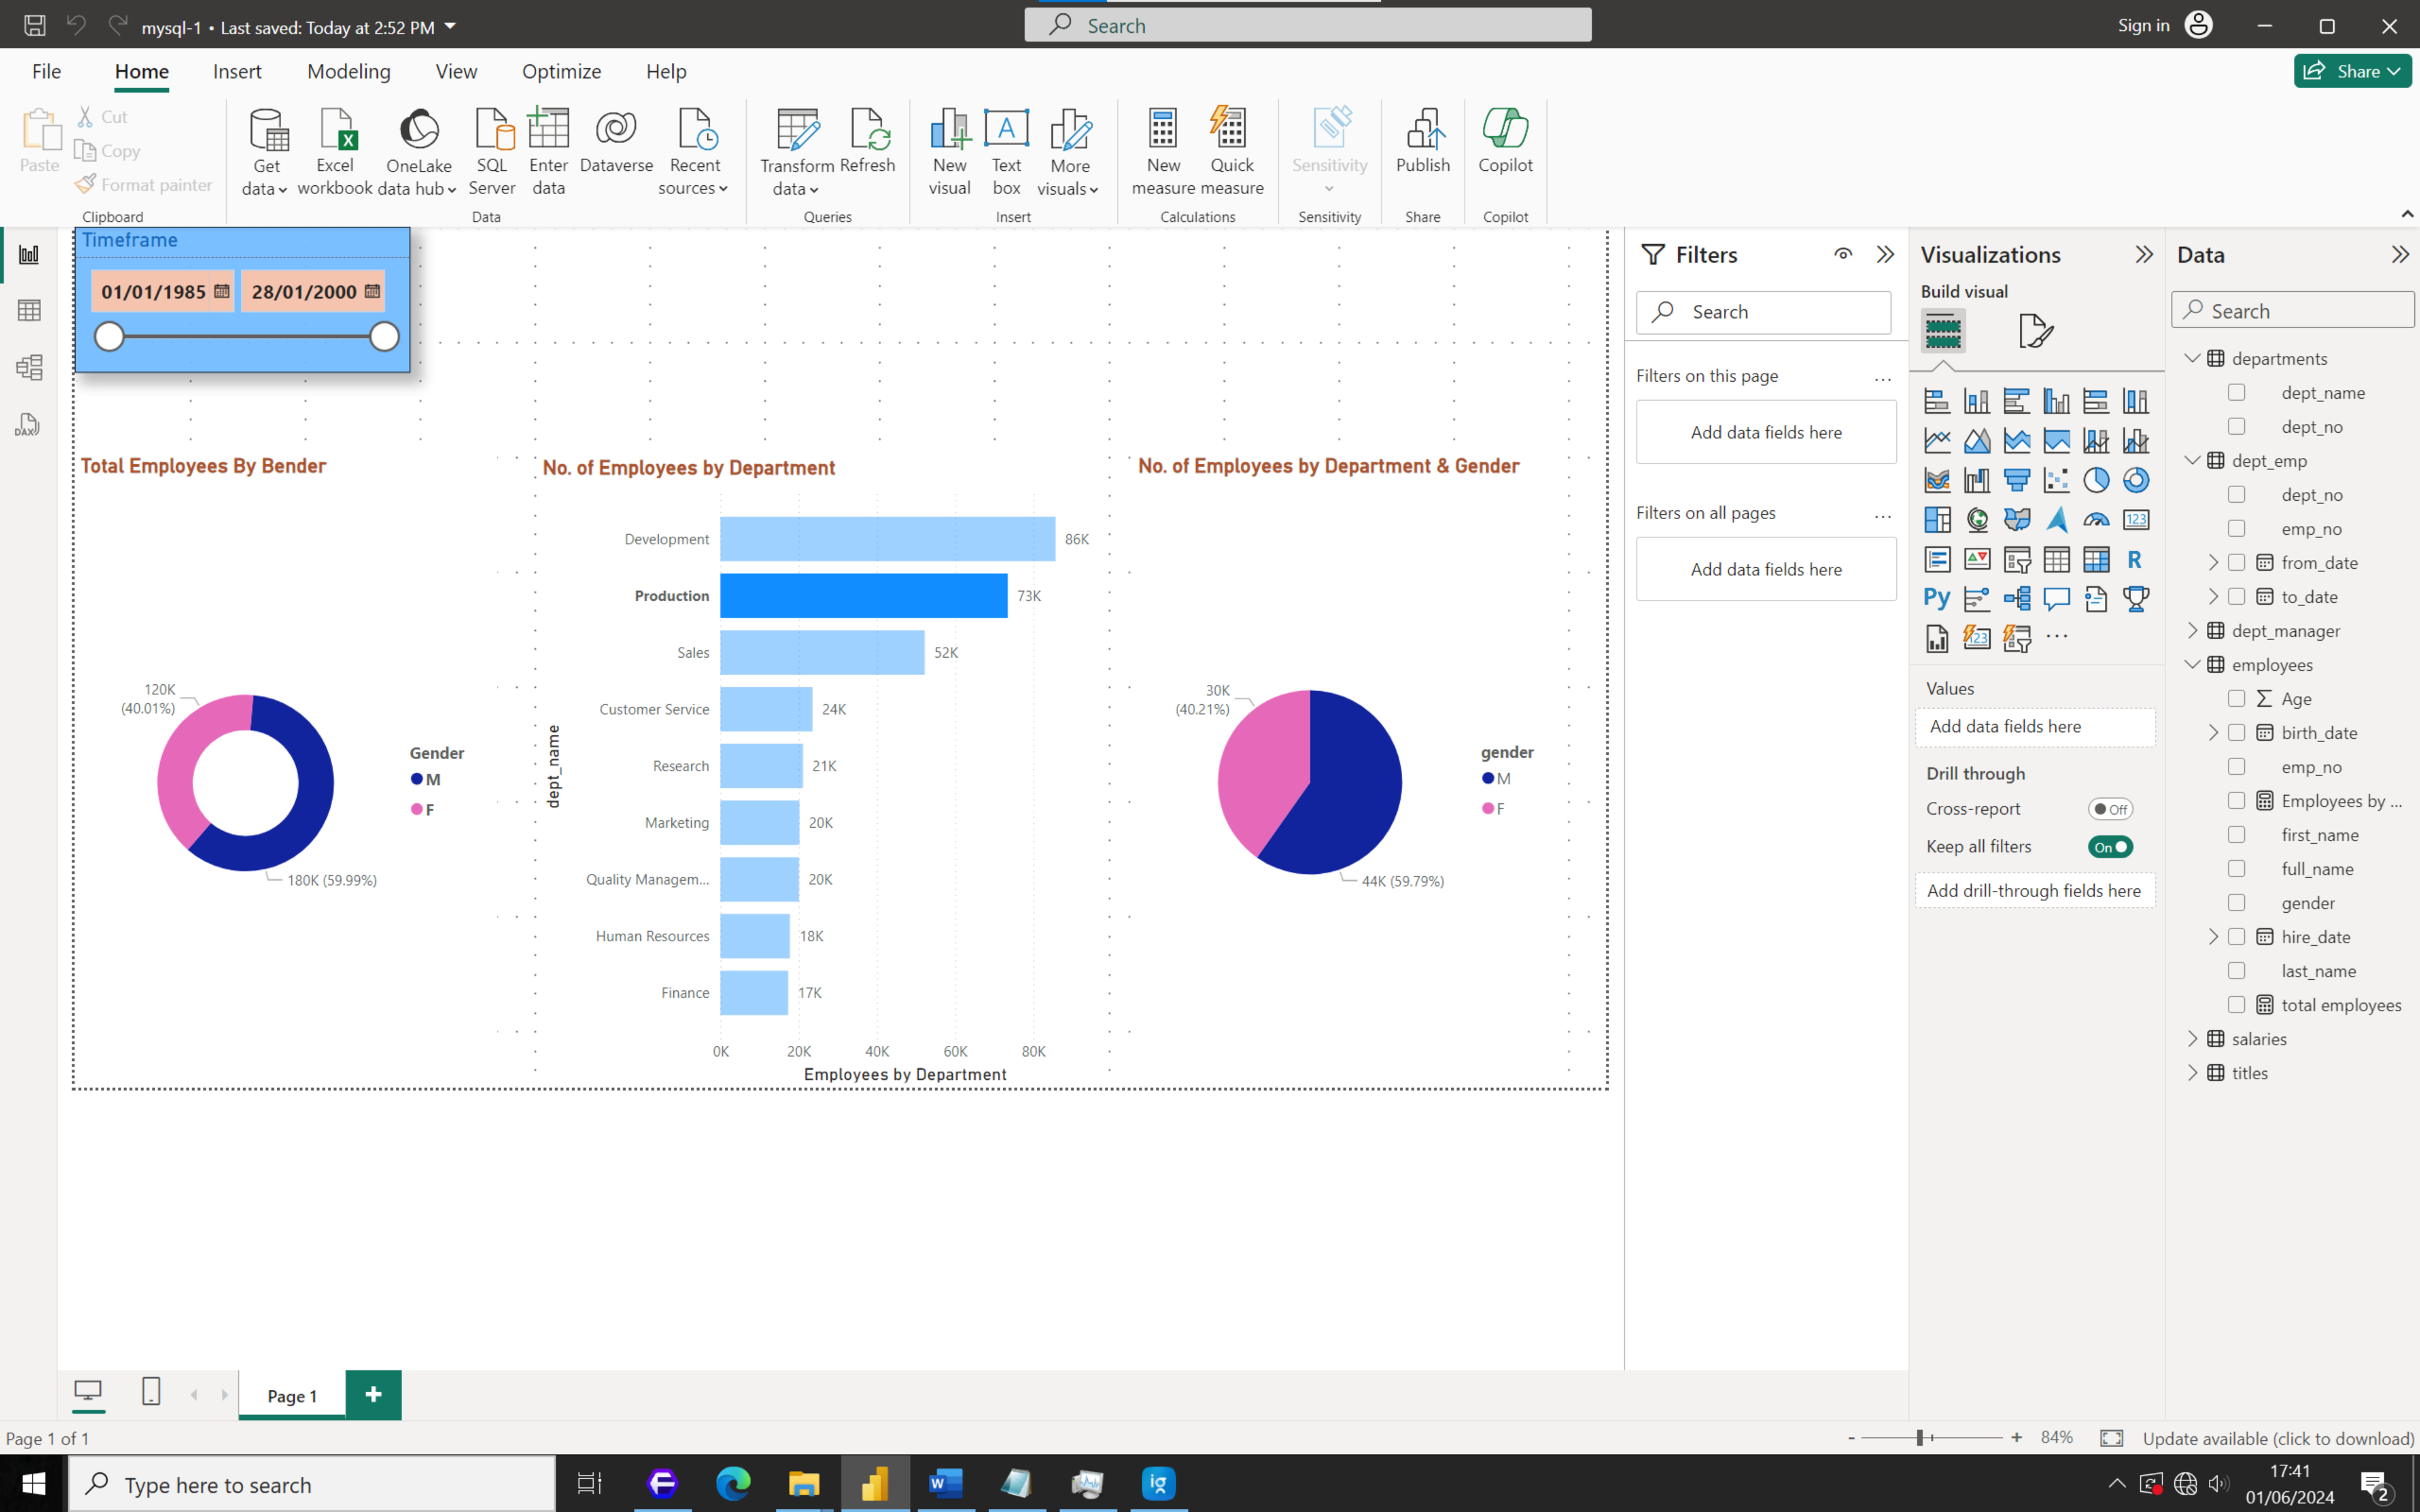 mysql-1 • Last saved: Today at 2:52 PM
Search
Sign in
File Home Insert Modeling View Optimize Help
Share
Paste
Cut
Copy
Format painter
Clipboard
Get data
Excel workbook
OneLake data hub
SQL Server
Enter data
Dataverse
Recent sources
Data
Transform data
Refresh
Queries
New visual
Text box
More visuals
Insert
New measure
Quick measure
Calculations
Sensitivity
Sensitivity
Publish
Share
Copilot
Copilot
Timeframe
01/01/1985 28/01/2000
Total Employees By Bender
120K
(40.01%)
180K (59.99%)
Gender
M
F
No. of Employees by Department
dept_name
Development 86K
Production 73K
Sales 52K
Customer Service 24K
Research 21K
Marketing 20K
Quality Managem... 20K
Human Resources 18K
Finance 17K
0K 20K 40K 60K 80K
Employees by Department
No. of Employees by Department & Gender
30K
(40.21%)
44K (59.79%)
gender
M
F
Filters
Search
Filters on this page ...
Add data fields here
Filters on all pages ...
Add data fields here
Visualizations
Build visual
123
R
Py
123
...
Values
Add data fields here
Drill through
Cross-report Off
Keep all filters On
Add drill-through fields here
Data
Search
departments
dept_name
dept_no
dept_emp
dept_no
emp_no
from_date
to_date
dept_manager
employees
Σ Age
birth_date
emp_no
Employees by ...
first_name
full_name
gender
hire_date
last_name
total employees
salaries
titles
DAX
Page 1
Page 1 of 1
- + 84%
Update available (click to download)
Type here to search
W
ig
17:41
01/06/2024
2